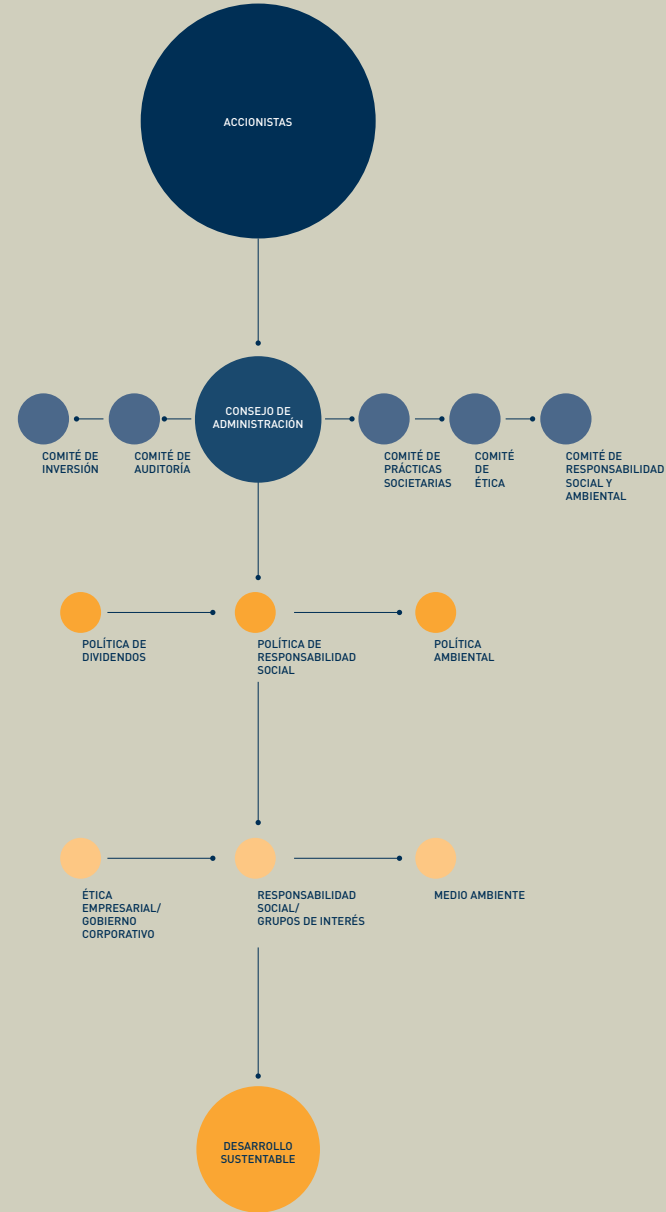 ACCIONISTAS
CONSEJO DE
ADMINISTRACIÓN
COMITÉ DE
INVERSIÓN
COMITÉ DE
AUDITORÍA
COMITÉ DE
PRÁCTICAS
SOCIETARIAS
COMITÉ
DE
ÉTICA
COMITÉ DE
RESPONSABILIDAD
SOCIAL Y
AMBIENTAL
POLÍTICA DE
DIVIDENDOS
POLÍTICA DE
RESPONSABILIDAD
SOCIAL
POLÍTICA
AMBIENTAL
ÉTICA
EMPRESARIAL/
GOBIERNO
CORPORATIVO
RESPONSABILIDAD
SOCIAL/
GRUPOS DE INTERÉS
MEDIO AMBIENTE
DESARROLLO
SUSTENTABLE